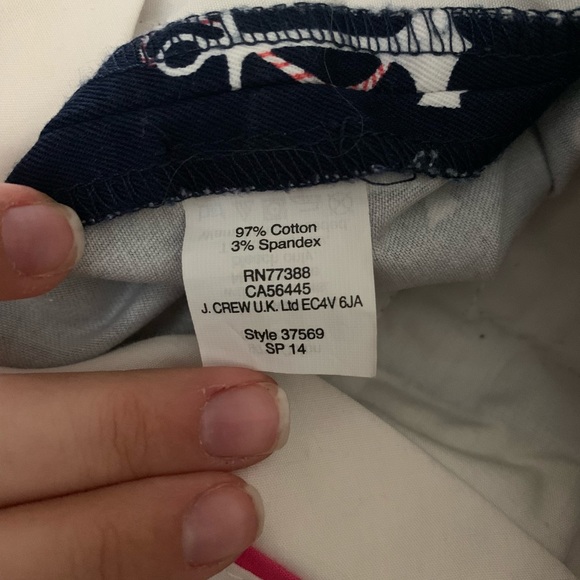 97% Cotton
3% Spandex
RN77388
CA56445
J. CREW U.K. Ltd EC4V 6JA
Style 37569
SP 14